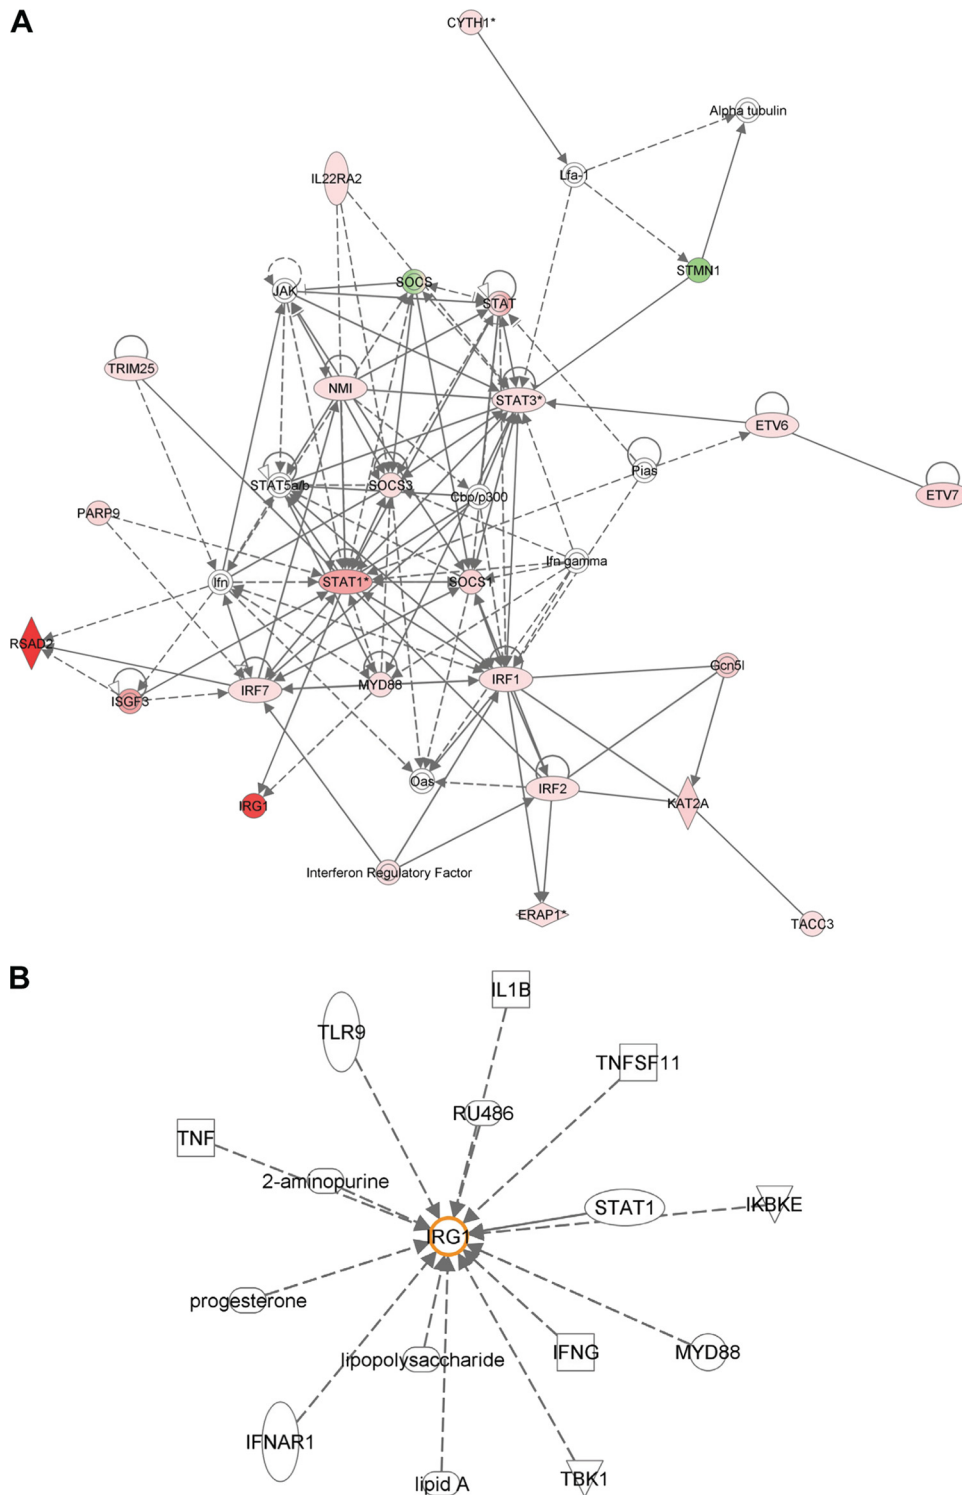 A
CYTH1*
Alpha tubulin
Lfa-1
IL22RA2
STMN1
SOCS
JAK
STAT
TRIM25
NMI
STAT3*
ETV6
Pias
STAT5a/b
SOCS3
Cbp/p300
ETV7
PARP9
Ifn gamma
Ifn
STAT1*
SOCS1
RSAD2
Gcn5l
ISGF3
IRF7
MYD88
IRF1
Oas
IRF2
IRG1
KAT2A
Interferon Regulatory Factor
ERAP1*
TACC3
B
IL1B
TLR9
TNFSF11
RU486
TNF
2-aminopurine
STAT1
IKBKE
IRG1
progesterone
lipopolysaccharide
IFNG
MYD88
IFNAR1
lipid A
TBK1